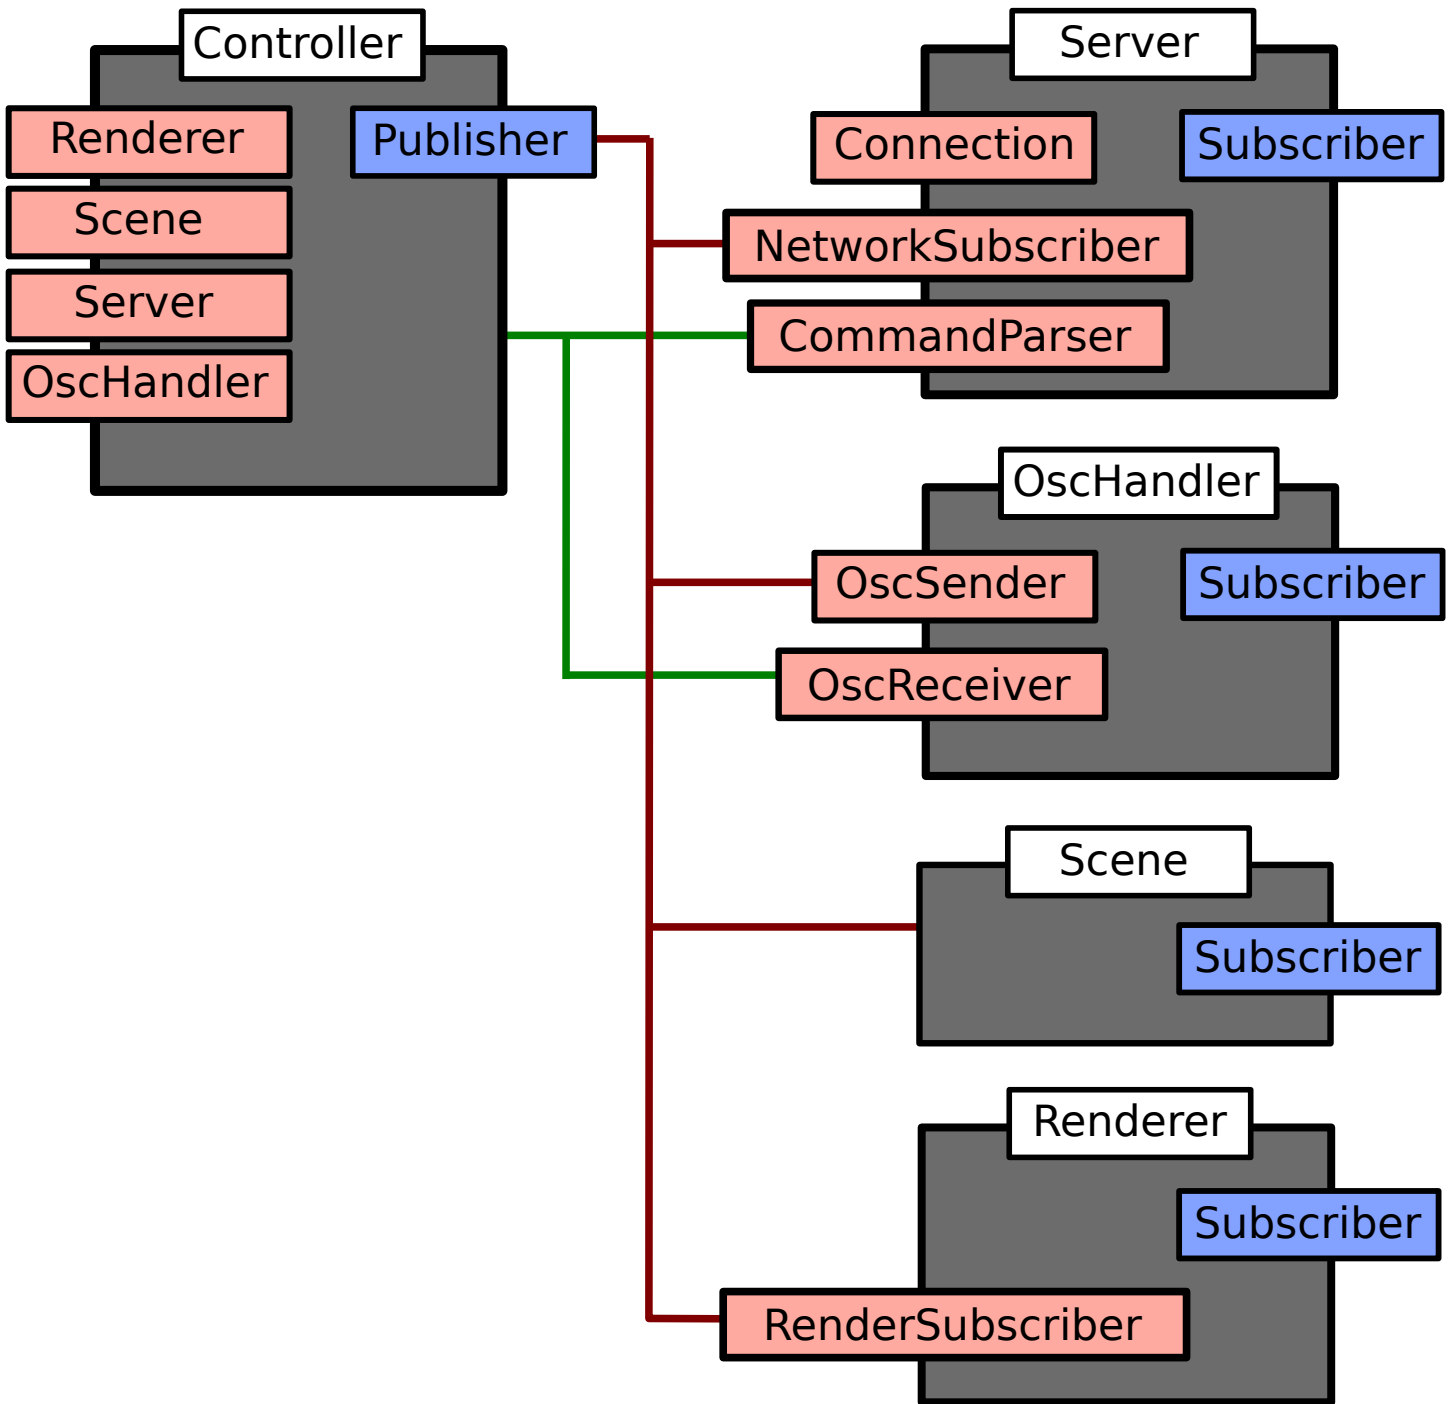 Controller
Renderer
Publisher
Scene
Server
OscHandler
Server
Connection
Subscriber
NetworkSubscriber
CommandParser
OscHandler
OscSender
Subscriber
OscReceiver
Scene
Subscriber
Renderer
Subscriber
RenderSubscriber